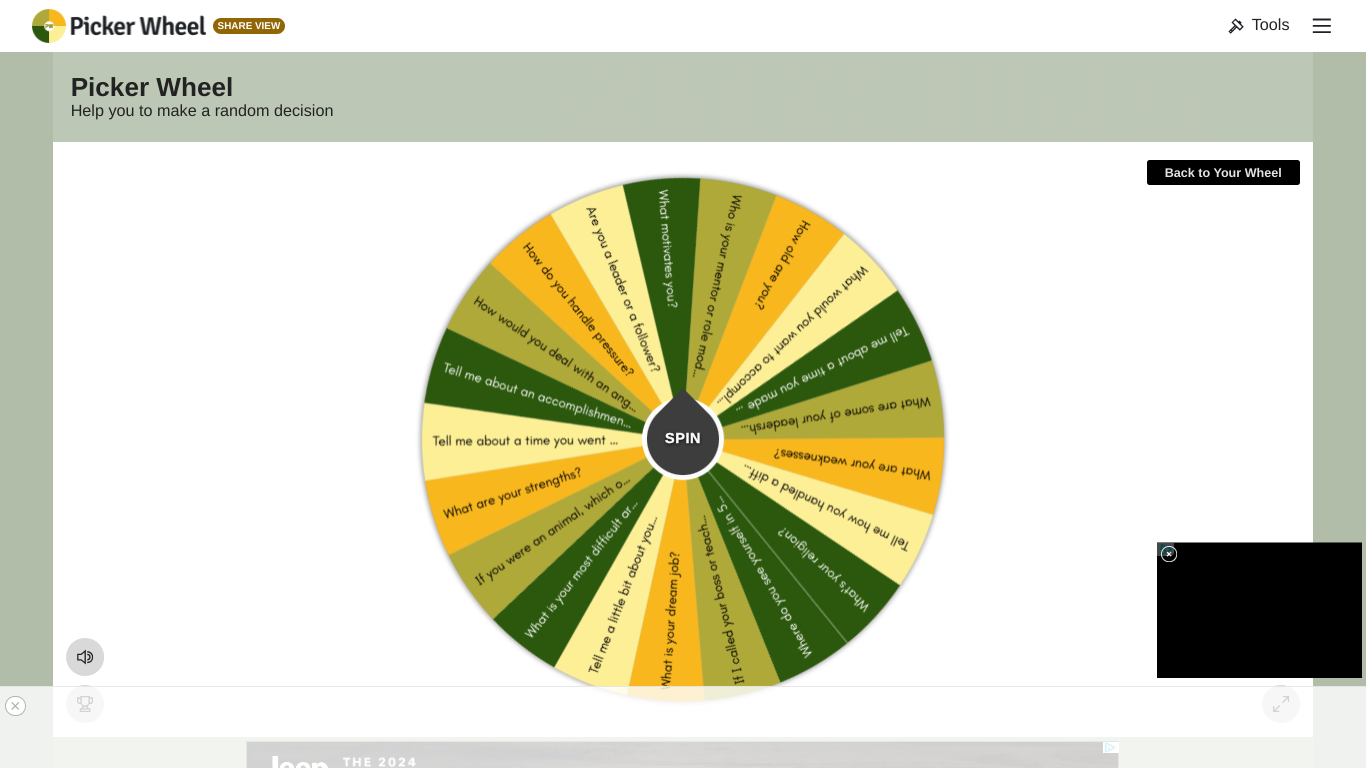 Picker Wheel
SHARE VIEW
Tools
Picker Wheel
Help you to make a random decision
Back to Your Wheel
What motivates you?
Who is your mentor or role mod...
How old are you?
What would you want to accompl...
Tell me about a time you made ...
What are some of your leadersh...
What are your weaknesses?
Tell me how you handled a diff...
What's your religion?
Where do you see yourself in 5...
If I called your boss or teach...
What is your dream job?
Tell me a little bit about you...
What is your most difficult ar...
If you were an animal, which o...
What are your strengths?
Tell me about a time you went ...
Tell me about an accomplishmen...
How would you deal with an ang...
How do you handle pressure?
Are you a leader or a follower?
SPIN
Jeep
THE 2024